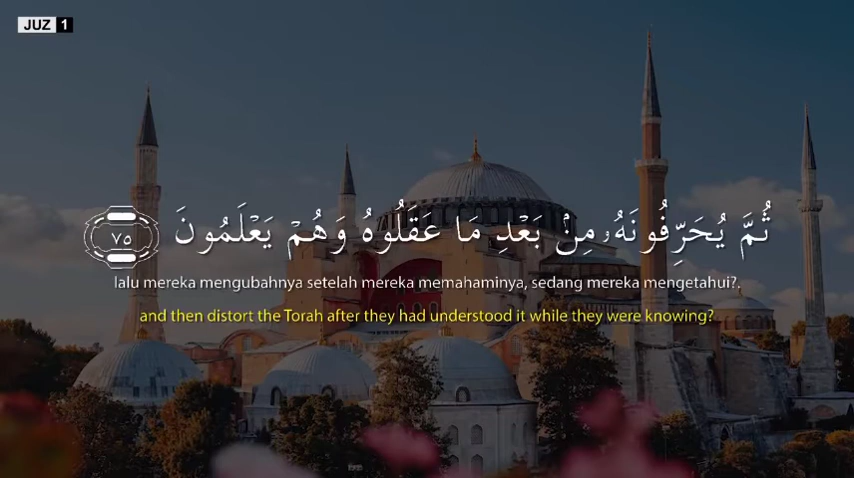 JUZ 1
ثُمَّ يُحَرِّفُونَهُۥ مِنۢ بَعْدِ مَا عَقَلُوهُ وَهُمْ يَعْلَمُونَ ٧٥
lalu mereka mengubahnya setelah mereka memahaminya, sedang mereka mengetahui?.
and then distort the Torah after they had understood it while they were knowing?